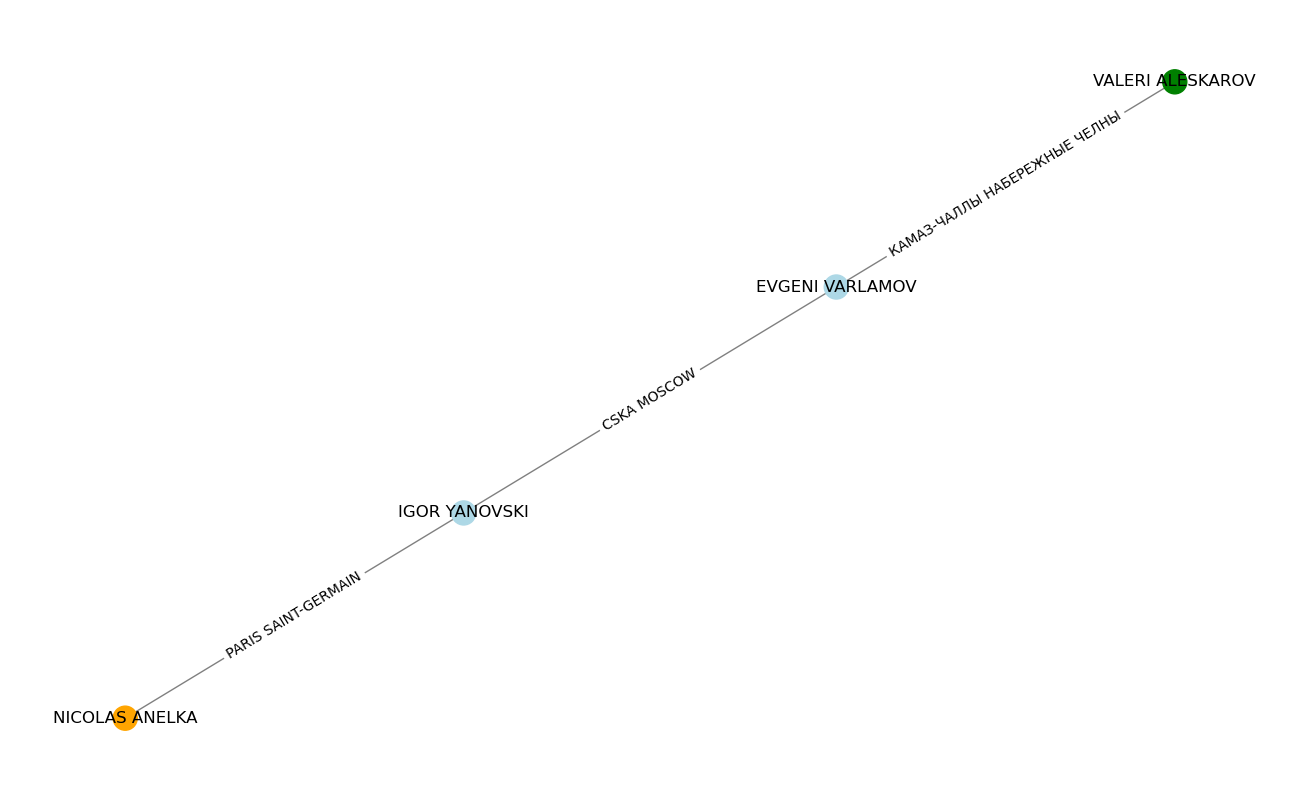 VALERI ALESKAROV
КАМАЗ-ЧАЛЛЫ НАБЕРЕЖНЫЕ ЧЕЛНЫ
EVGENI VARLAMOV
CSKA MOSCOW
IGOR YANOVSKI
PARIS SAINT-GERMAIN
NICOLAS ANELKA